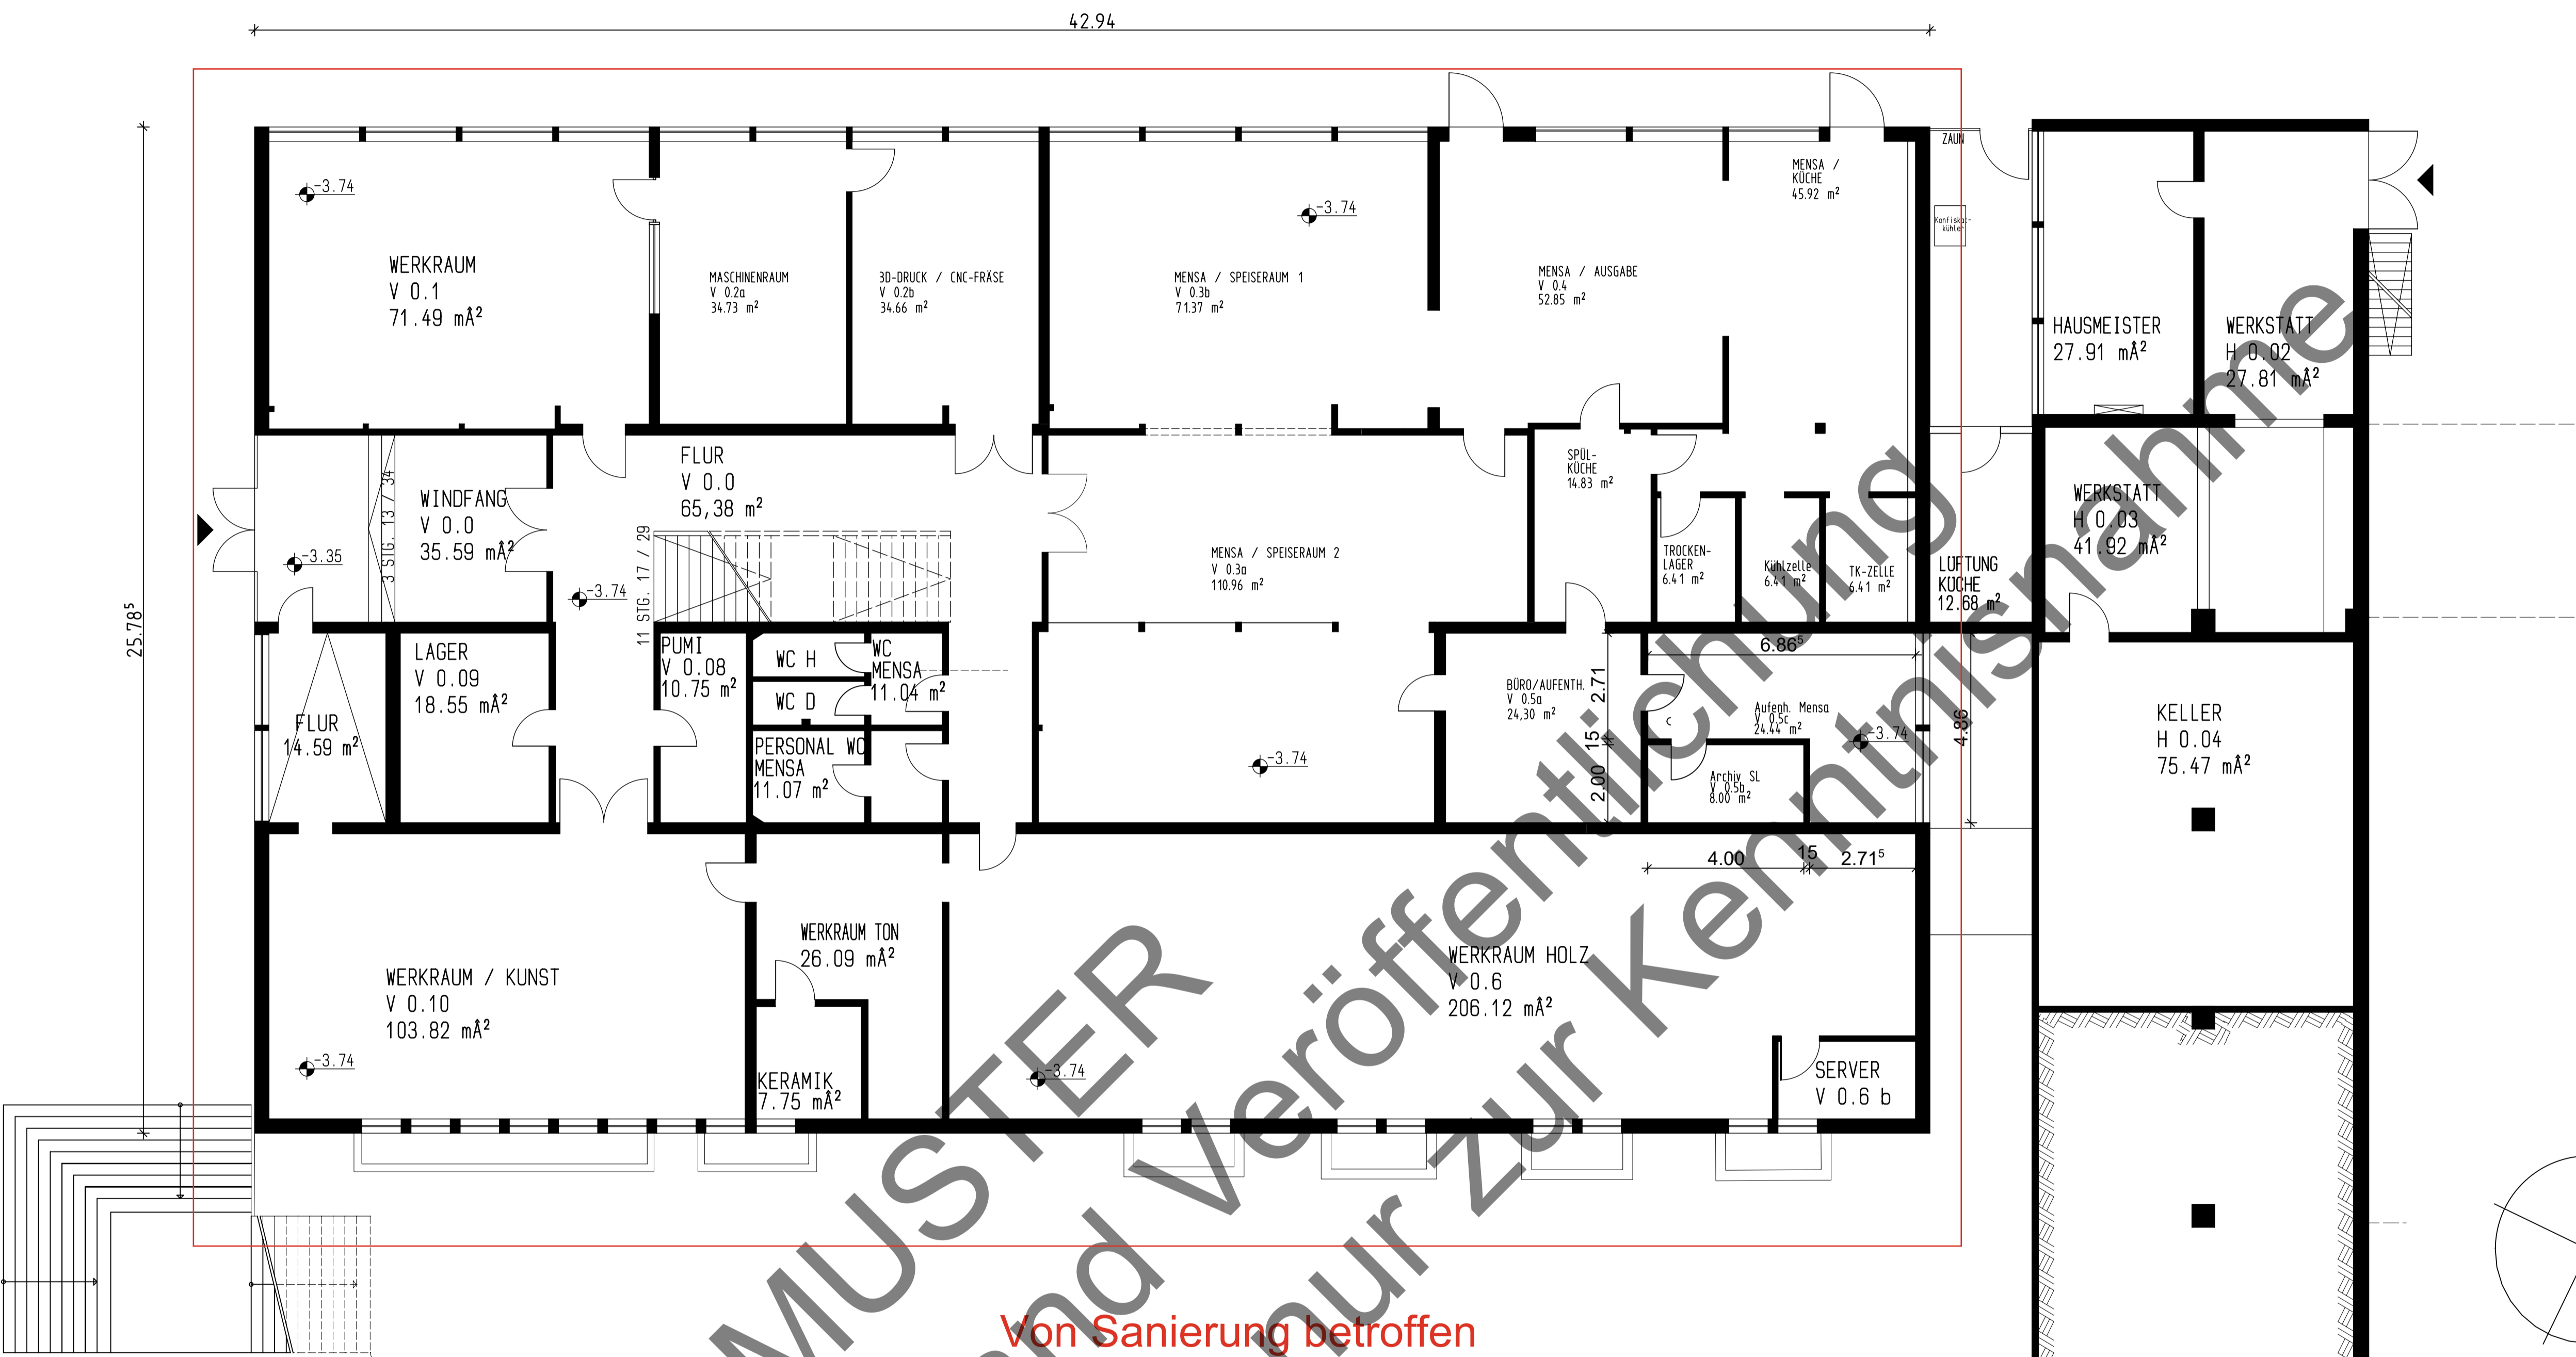 42.94
25.78⁵
ZAUN
-3.74
WERKRAUM
V 0.1
71.49 mÂ²
MASCHINENRAUM
V 0.2a
34.73 m²
3D-DRUCK / CNC-FRÄSE
V 0.2b
34.66 m²
-3.74
MENSA / SPEISERAUM 1
V 0.3b
71.37 m²
MENSA / AUSGABE
V 0.4
52.85 m²
MENSA /
KÜCHE
45.92 m²
Konfiskat-
kühler
HAUSMEISTER
27.91 mÂ²
WERKSTATT
H 0.02
27.81 mÂ²
-3.35
3 STG. 13 / 34
WINDFANG
V 0.0
35.59 mÂ²
FLUR
V 0.0
65,38 m²
-3.74
11 STG. 17 / 29
MENSA / SPEISERAUM 2
V 0.3a
110.96 m²
SPÜL-
KÜCHE
14.83 m²
TROCKEN-
LAGER
6.41 m²
Kühlzelle
6.41 m²
TK-ZELLE
6.41 m²
LÜFTUNG
KÜCHE
12.68 m²
WERKSTATT
H 0.03
41.92 mÂ²
FLUR
14.59 m²
LAGER
V 0.09
18.55 mÂ²
PUMI
V 0.08
10.75 m²
WC H
WC D
WC
MENSA
11.04 m²
PERSONAL WC
MENSA
11.07 m²
-3.74
BÜRO/AUFENTH.
V 0.5a
24,30 m²
2.71
15
2.00
6.86⁵
Aufenh. Mensa
V 0.5c
24.44 m²
-3.74
4.86
Archiv SL
V 0.5b
8.00 m²
KELLER
H 0.04
75.47 mÂ²
4.00
15
2.71⁵
WERKRAUM / KUNST
V 0.10
103.82 mÂ²
-3.74
WERKRAUM TON
26.09 mÂ²
KERAMIK
7.75 mÂ²
-3.74
WERKRAUM HOLZ
V 0.6
206.12 mÂ²
SERVER
V 0.6 b
MUSTER
nd Veröffentlichung
nur zur Kenntnisnahme
Von Sanierung betroffen